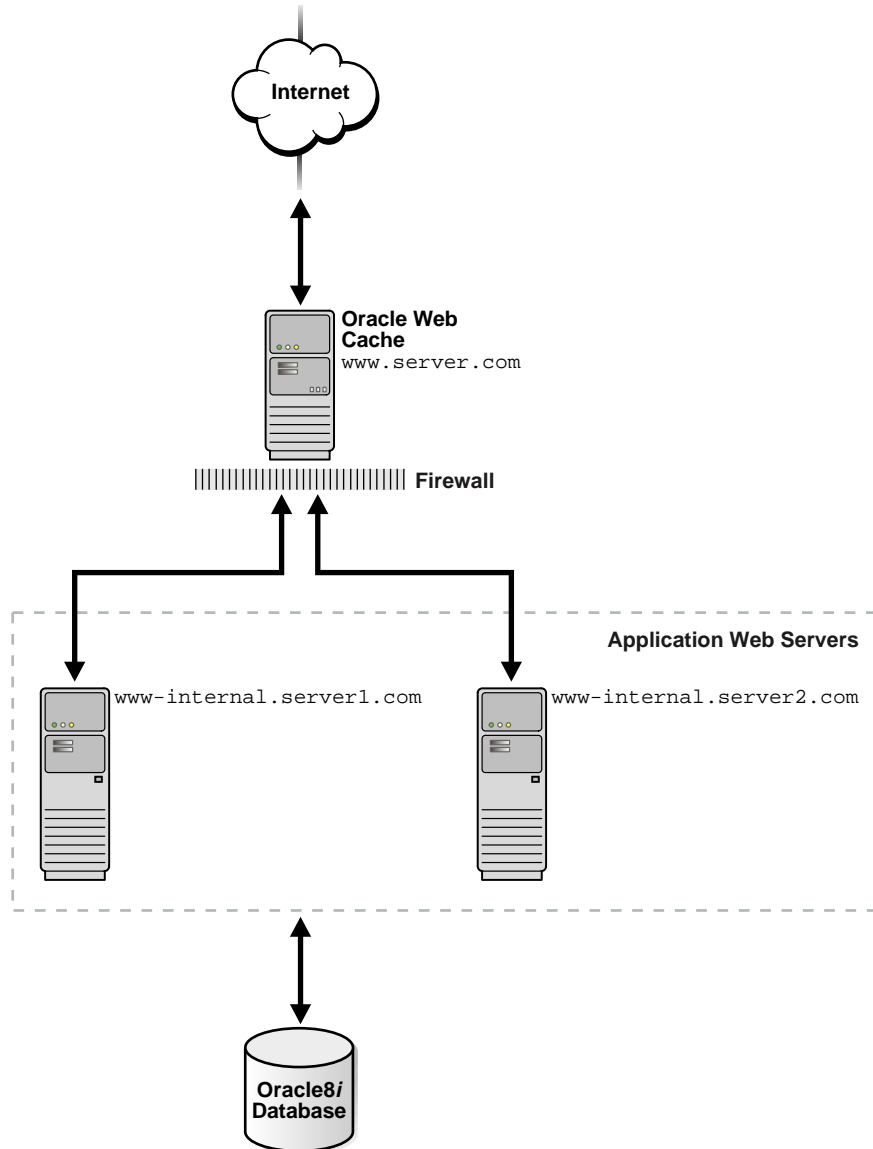 Internet
Oracle Web
Cache
www.server.com
Firewall
Application Web Servers
www-internal.server1.com
www-internal.server2.com
Oracle8i
Database